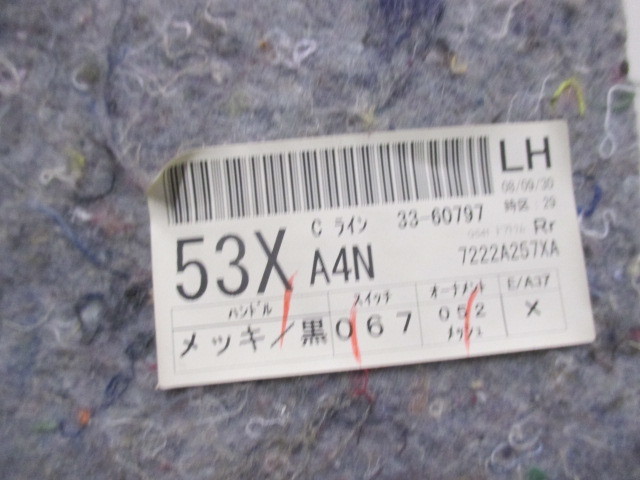 LH
08/09/30
Cライン 33-60797 時区:29
Rr
53X A4N 7222A257XA
ハンドル スイッチ オーナメント E/A37
メッキ/黒 067 052 X
メッシュ